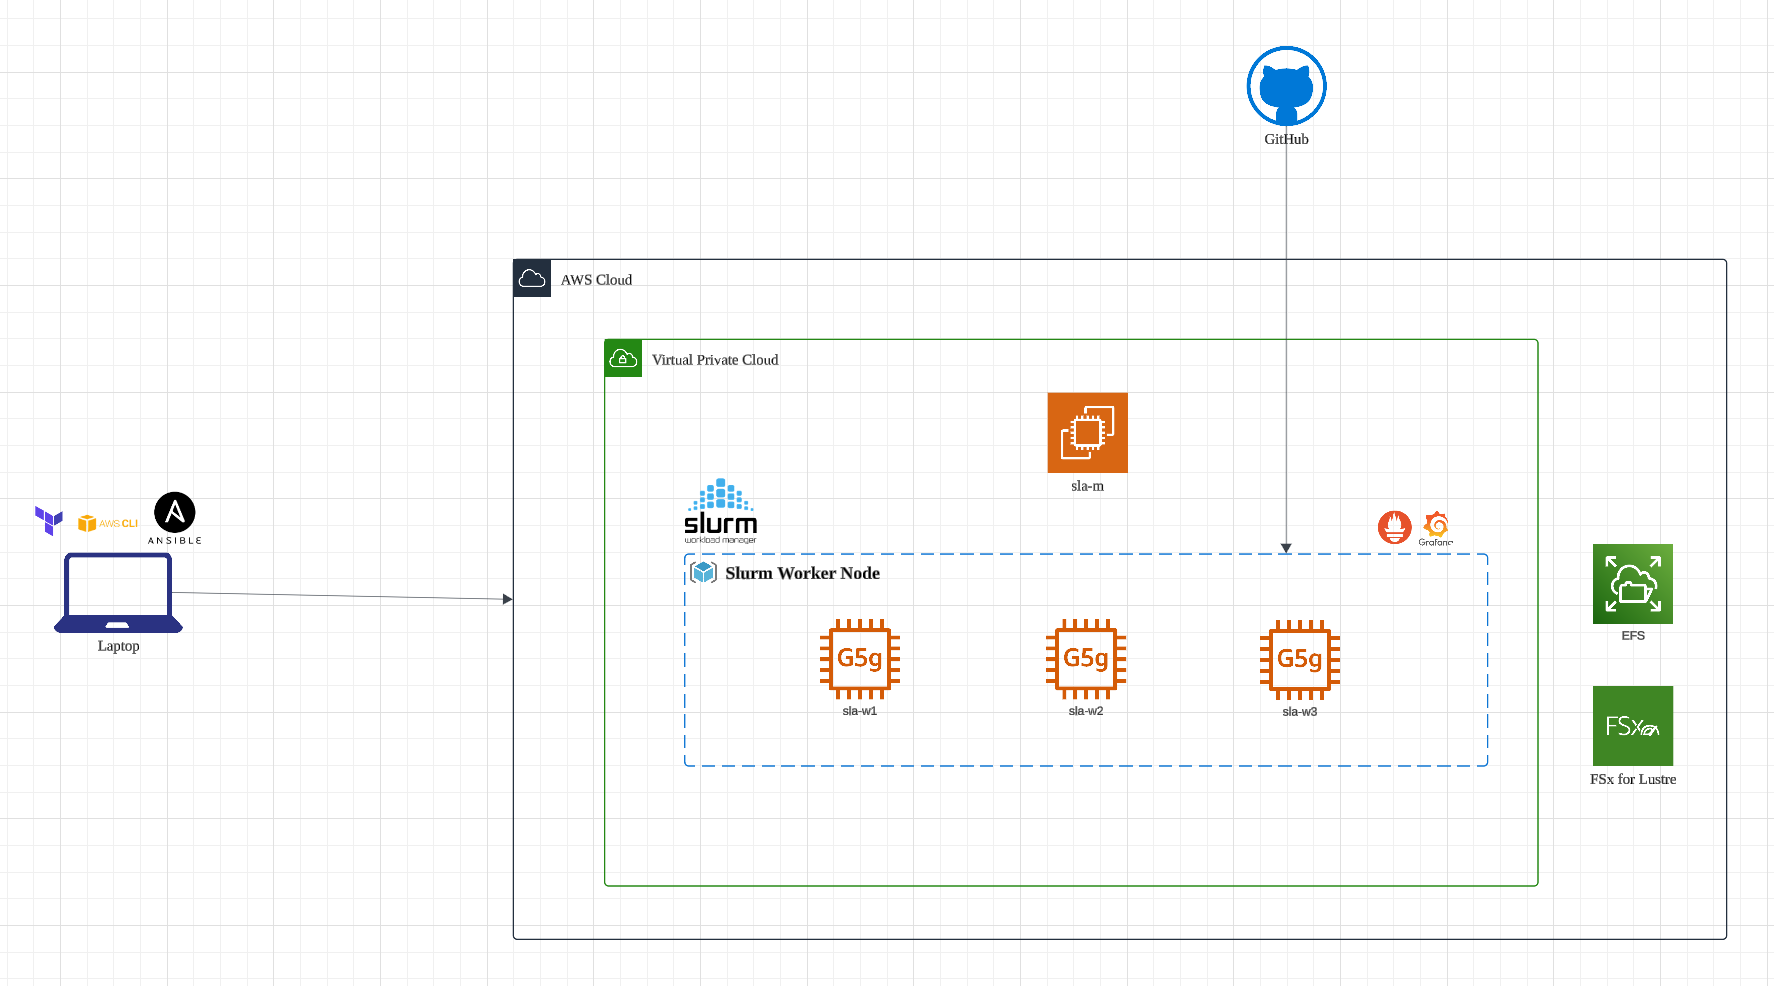 GitHub
AWS Cloud
Virtual Private Cloud
sla-m
slurm
workload manager
AWS CLI
ANSIBLE
Laptop
Grafana
Slurm Worker Node
G5g
G5g
G5g
sla-w1
sla-w2
sla-w3
EFS
FSx
FSx for Lustre